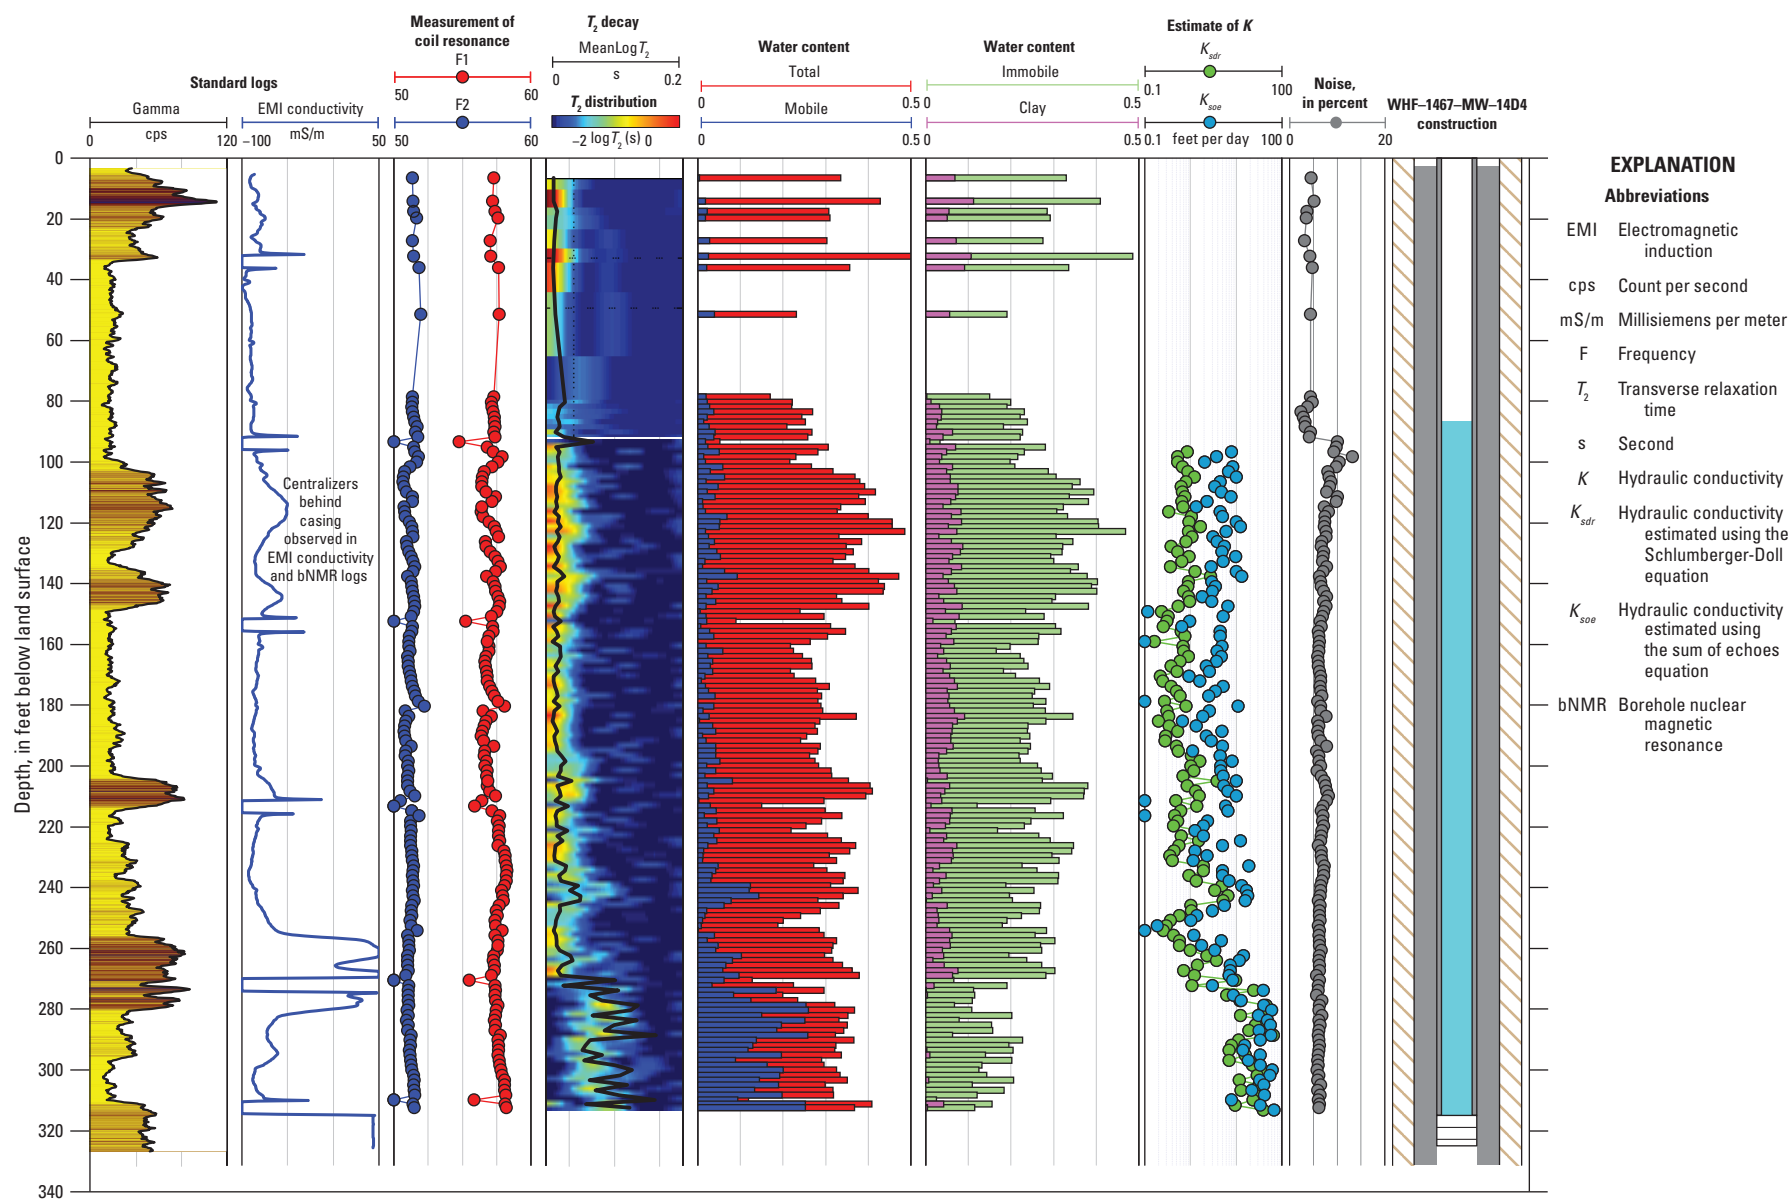 Standard logs
Gamma
cps
0
120
EMI conductivity
mS/m
−100
50
Measurement of
coil resonance
F1
50
60
F2
50
60
T2 decay
MeanLog T2
0
s
0.2
T2 distribution
−2 log T2 (s) 0
Water content
Total
0
0.5
Mobile
0
0.5
Water content
Immobile
0
0.5
Clay
0
0.5
Estimate of K
Ksdr
0.1
100
Ksoe
0.1 feet per day 100
Noise,
in percent
0
20
WHF–1467–MW–14D4
construction
Depth, in feet below land surface
0
20
40
60
80
100
120
140
160
180
200
220
240
260
280
300
320
340
Centralizers
behind
casing
observed in
EMI conductivity
and bNMR logs
EXPLANATION
Abbreviations
EMI Electromagnetic
induction
cps Count per second
mS/m Millisiemens per meter
F Frequency
T2 Transverse relaxation
time
s Second
K Hydraulic conductivity
Ksdr Hydraulic conductivity
estimated using the
Schlumberger-Doll
equation
Ksoe Hydraulic conductivity
estimated using
the sum of echoes
equation
bNMR Borehole nuclear
magnetic
resonance